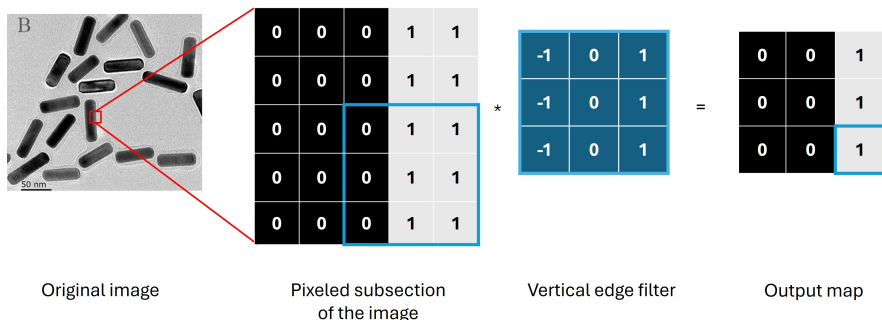 B
50 nm
0 0 0 1 1
0 0 0 1 1
0 0 0 1 1
0 0 0 1 1
0 0 0 1 1
*
-1 0 1
-1 0 1
-1 0 1
=
0 0 1
0 0 1
0 0 1
Original image
Pixeled subsection
of the image
Vertical edge filter
Output map